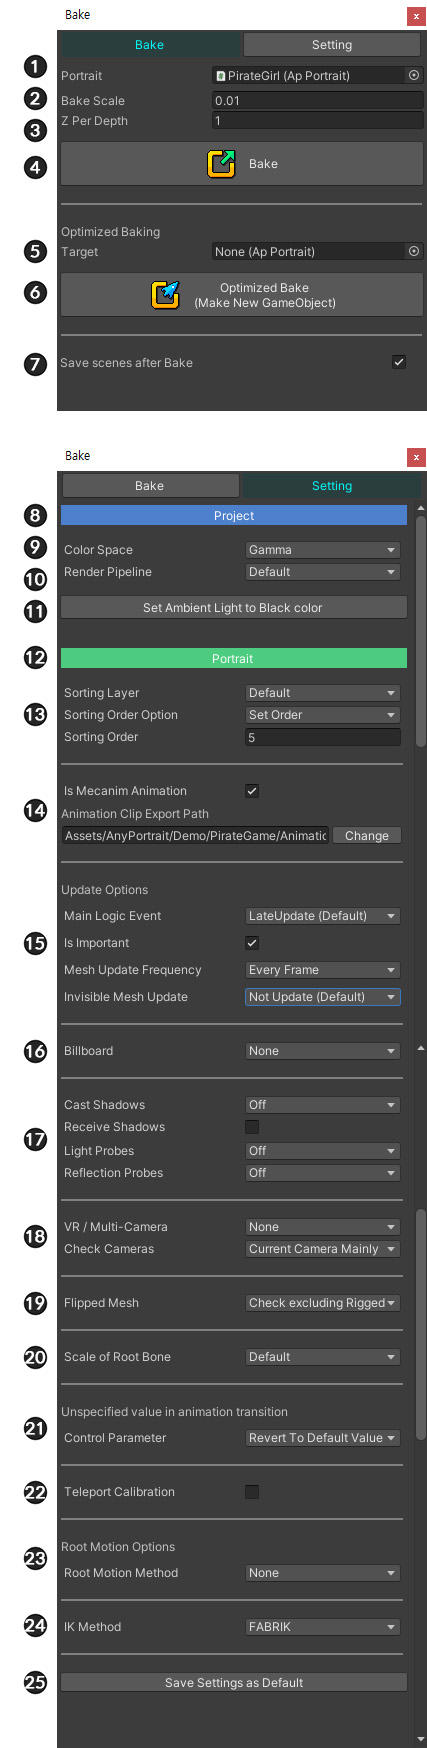 Bake
x
Bake Setting
1 Portrait PirateGirl (Ap Portrait)
2 Bake Scale 0.01
3 Z Per Depth 1
4 Bake
Optimized Baking
5 Target None (Ap Portrait)
6 Optimized Bake
(Make New GameObject)
7 Save scenes after Bake
Bake
x
Bake Setting
8 Project
9 Color Space Gamma
10 Render Pipeline Default
11 Set Ambient Light to Black color
12 Portrait
Sorting Layer Default
13 Sorting Order Option Set Order
Sorting Order 5
Is Mecanim Animation
14 Animation Clip Export Path
Assets/AnyPortrait/Demo/PirateGame/Animatic Change
Update Options
Main Logic Event LateUpdate (Default)
15 Is Important
Mesh Update Frequency Every Frame
Invisible Mesh Update Not Update (Default)
16 Billboard None
Cast Shadows Off
17 Receive Shadows
Light Probes Off
Reflection Probes Off
18 VR / Multi-Camera None
Check Cameras Current Camera Mainly
19 Flipped Mesh Check excluding Rigged
20 Scale of Root Bone Default
Unspecified value in animation transition
21 Control Parameter Revert To Default Value
22 Teleport Calibration
23 Root Motion Options
Root Motion Method None
24 IK Method FABRIK
25 Save Settings as Default